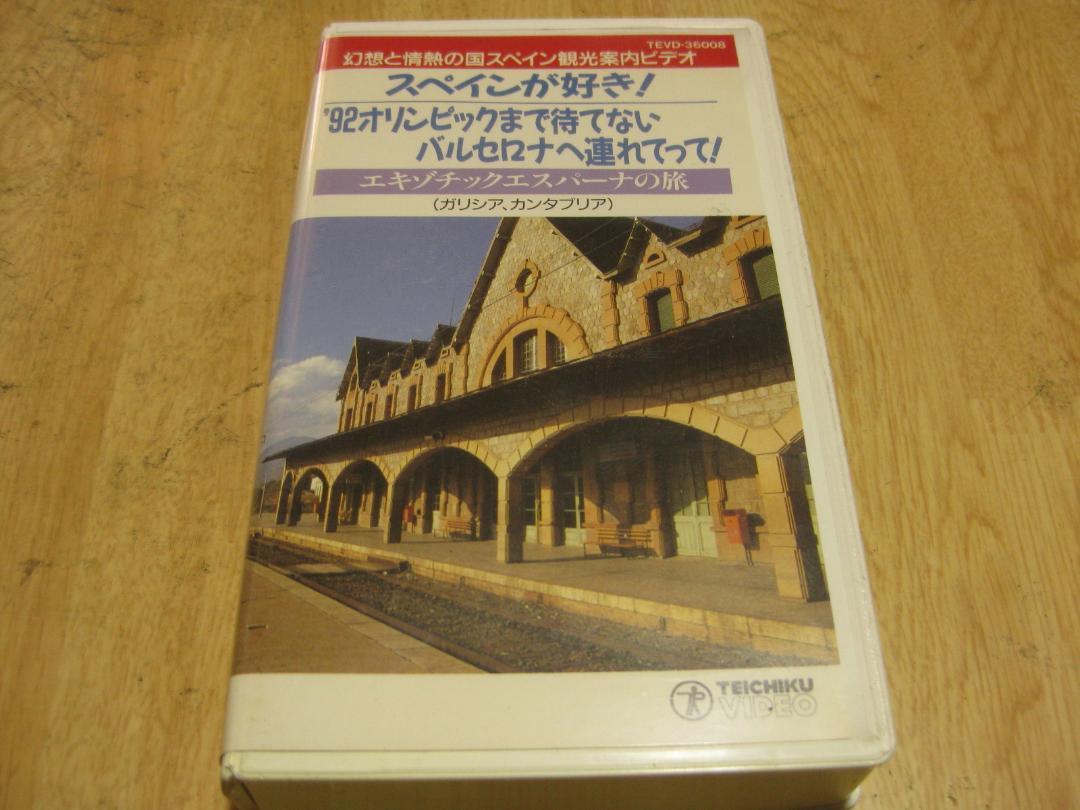 TEVD-36008
幻想と情熱の国スペイン観光案内ビデオ
スペインが好き!
'92オリンピックまで待てない
バルセロナへ連れてって!
エキゾチックエスパーナの旅
(ガリシア、カンタブリア)
TEICHIKU
VIDEO